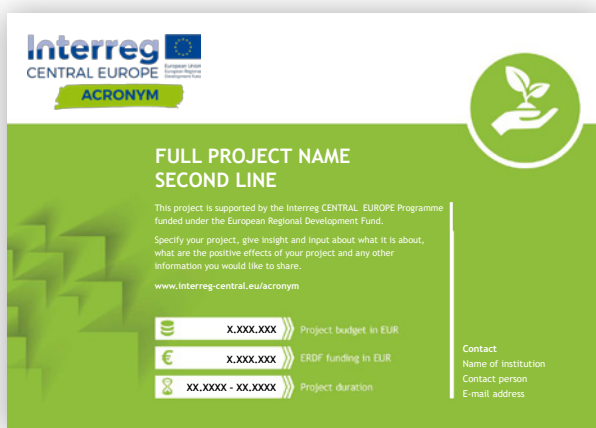 Interreg
CENTRAL EUROPE
European Union
European Regional
Development Fund
ACRONYM
FULL PROJECT NAME
SECOND LINE
This project is supported by the Interreg CENTRAL EUROPE Programme
funded under the European Regional Development Fund.
Specify your project, give insight and input about what it is about,
what are the positive effects of your project and any other
information you would like to share.
www.interreg-central.eu/acronym
X.XXX.XXX Project budget in EUR
€ X.XXX.XXX ERDF funding in EUR
XX.XXXX - XX.XXXX Project duration
Contact
Name of institution
Contact person
E-mail address